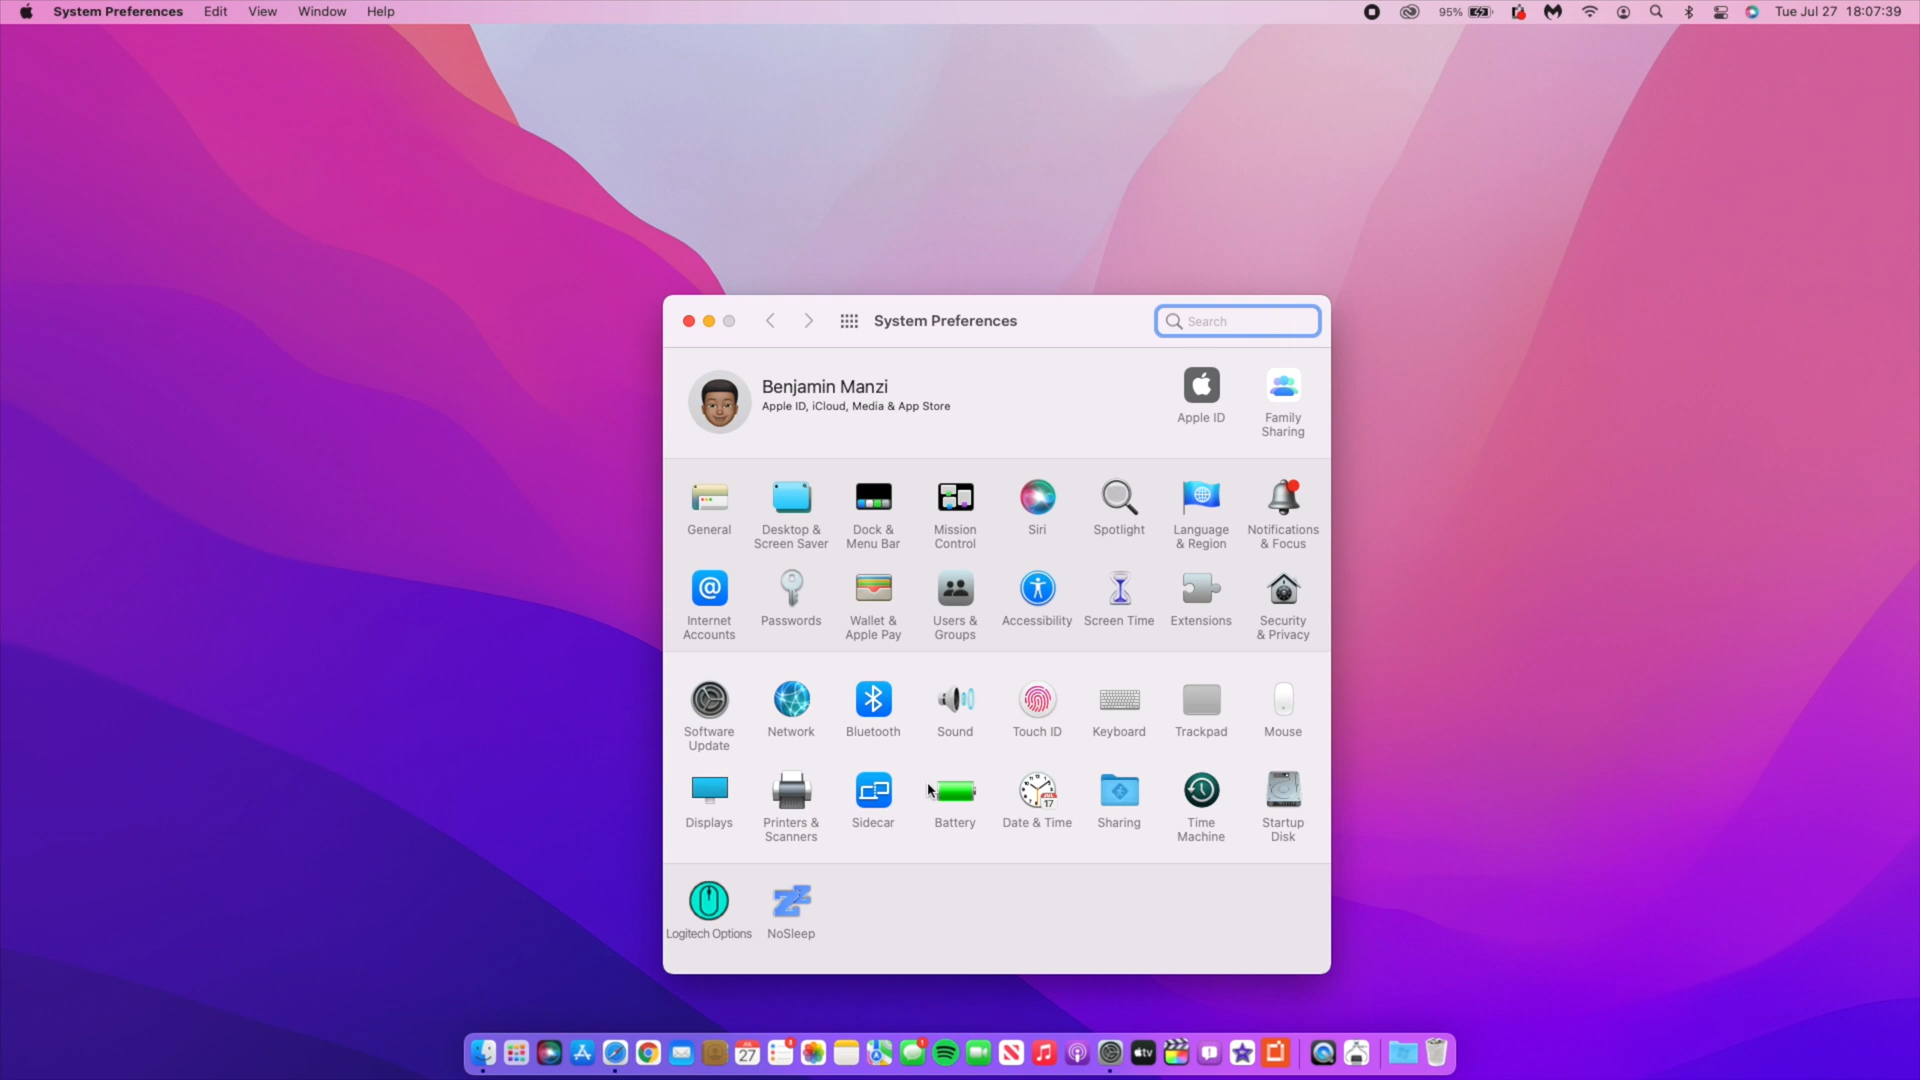 System Preferences Edit View Window Help 95% Tue Jul 27 18:07:39
System Preferences Search
Benjamin Manzi
Apple ID, iCloud, Media & App Store
Apple ID
Family
Sharing
General
Desktop &
Screen Saver
Dock &
Menu Bar
Mission
Control
Siri
Spotlight
Language
& Region
Notifications
& Focus
Internet
Accounts
Passwords
Wallet &
Apple Pay
Users &
Groups
Accessibility
Screen Time
Extensions
Security
& Privacy
Software
Update
Network
Bluetooth
Sound
Touch ID
Keyboard
Trackpad
Mouse
Displays
Printers &
Scanners
Sidecar
Battery
17
Date & Time
Sharing
Time
Machine
Startup
Disk
Logitech Options
NoSleep
27
tv